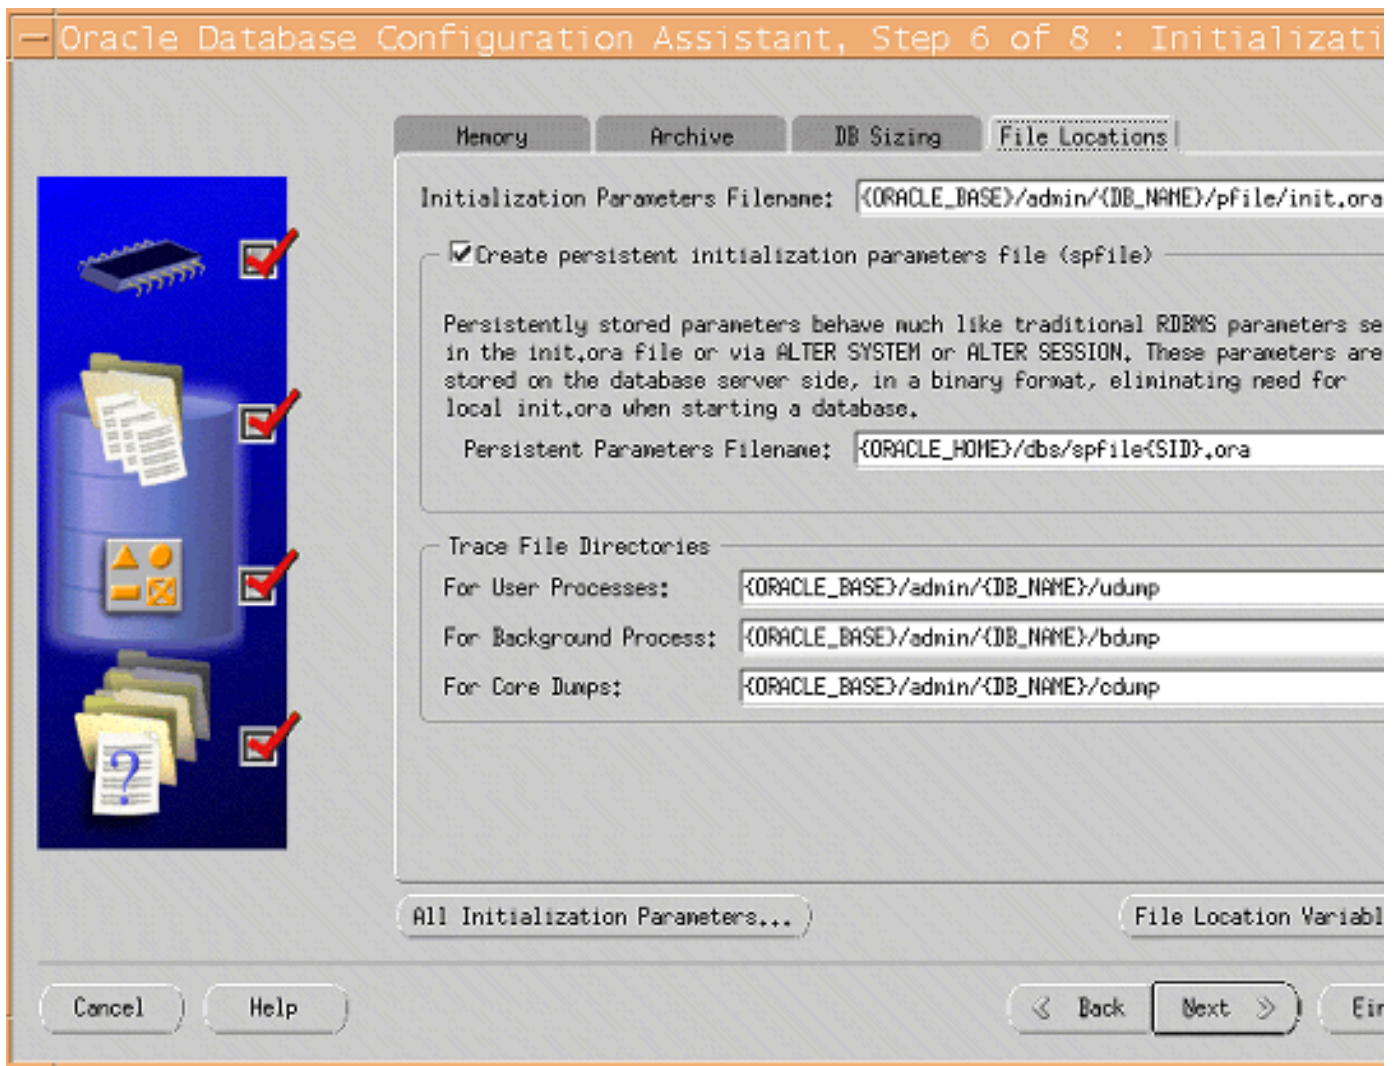 Oracle Database Configuration Assistant, Step 6 of 8 : Initializati
Memory
Archive
DB Sizing
File Locations
Initialization Parameters Filename: {ORACLE_BASE}/admin/{DB_NAME}/pfile/init.ora
Create persistent initialization parameters file (spfile)
Persistently stored parameters behave much like traditional RDBMS parameters se
in the init.ora file or via ALTER SYSTEM or ALTER SESSION. These parameters are
stored on the database server side, in a binary format, eliminating need for
local init.ora when starting a database.
Persistent Parameters Filename: {ORACLE_HOME}/dbs/spfile{SID}.ora
Trace File Directories
For User Processes: {ORACLE_BASE}/admin/{DB_NAME}/udump
For Background Process: {ORACLE_BASE}/admin/{DB_NAME}/bdump
For Core Dumps: {ORACLE_BASE}/admin/{DB_NAME}/cdump
All Initialization Parameters...
File Location Variabl
Cancel
Help
Back
Next